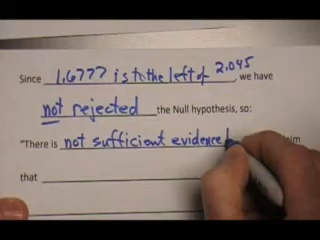 Since 1.6777 is to the left of 2.045, we have
not rejected the Null hypothesis, so:
"There is not sufficient evidence
that